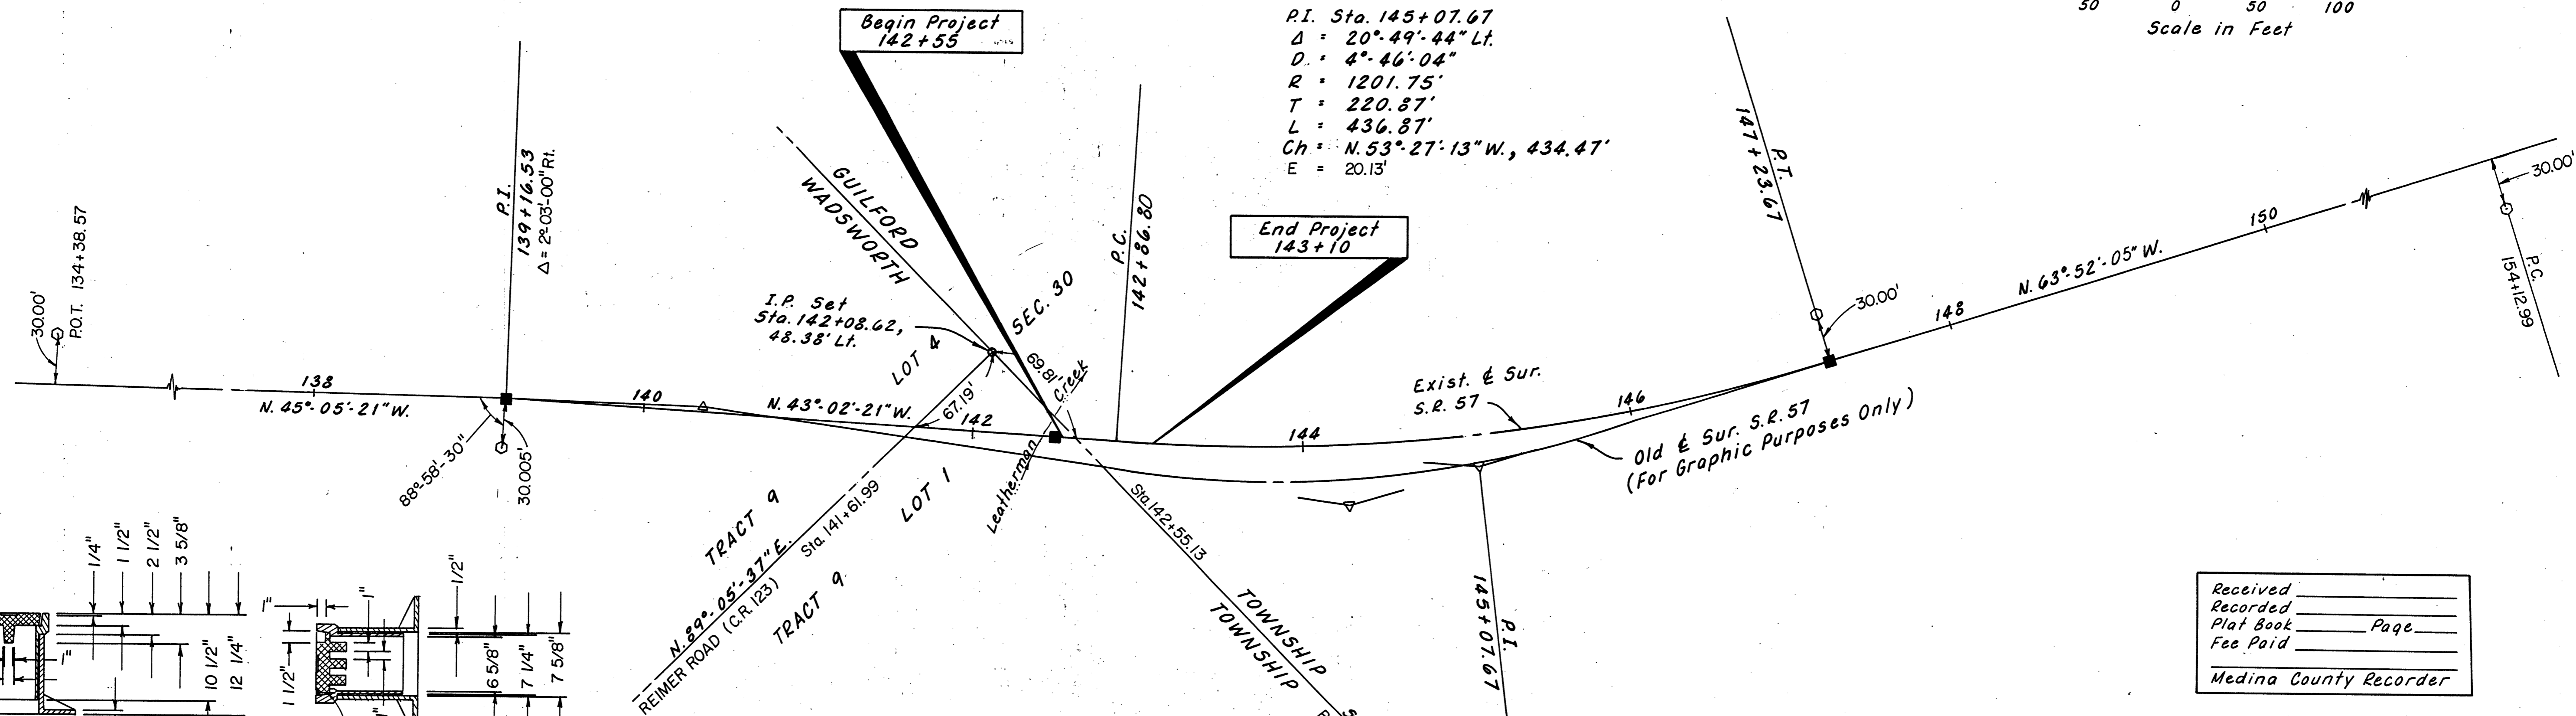 Begin Project
142+55
P.I. Sta. 145+07.67
Δ = 20°-49'-44" Lt.
D = 4°-46'-04"
R = 1201.75'
T = 220.87'
L = 436.87'
Ch = N. 53°-27'-13" W., 434.47'
E = 20.13'
50 0 50 100
Scale in Feet
30.00'
P.O.T. 134+38.57
P.I.
139+16.53
Δ = 2°-03'-00" Rt.
GUILFORD
WADSWORTH
I.P. Set
Sta. 142+08.62,
48.38' Lt.
SEC. 30
LOT 4
69.81'
67.19'
Creek
Leatherman
P.C.
142+86.80
End Project
143+10
P.T.
147+23.67
30.00'
30.00'
P.C.
154+12.99
138
140
142
144
146
148
150
N. 45°-05'-21" W.
N. 43°-02'-21" W.
N. 63°-52'-05" W.
88°-58'-30"
30.005'
Exist. ℄ Sur.
S.R. 57
Old ℄ Sur. S.R. 57
(For Graphic Purposes Only)
TRACT 9
Sta. 141+61.99
LOT 1
N. 89°-05'-37" E.
REIMER ROAD (C.R. 123)
TRACT 9
Sta. 142+55.13
TOWNSHIP
TOWNSHIP
145+07.67
P.I.
1/4"
1 1/2"
2 1/2"
3 5/8"
10 1/2"
12 1/4"
1"
1"
1"
1 1/2"
1/2"
6 5/8"
7 1/4"
7 5/8"
Received
Recorded
Plat Book Page
Fee Paid
Medina County Recorder